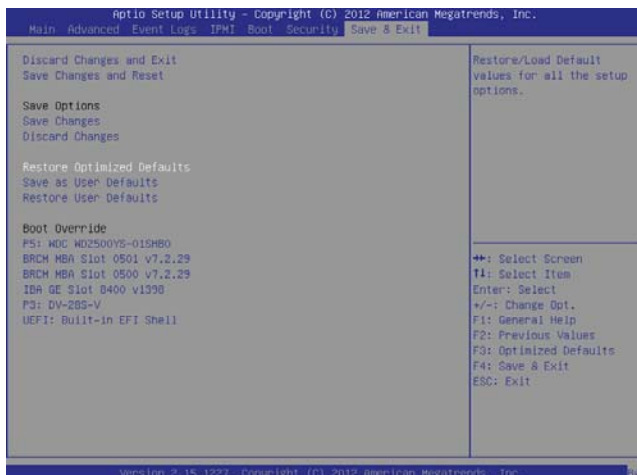 Aptio Setup Utility - Copyright (C) 2012 American Megatrends, Inc.
Main Advanced Event Logs IPMI Boot Security Save & Exit
Discard Changes and Exit
Save Changes and Reset
Save Options
Save Changes
Discard Changes
Restore Optimized Defaults
Save as User Defaults
Restore User Defaults
Boot Override
P5: WDC WD2500YS-01SHB0
BRCM MBA Slot 0501 v7.2.29
BRCM MBA Slot 0500 v7.2.29
IBA GE Slot 0400 v1398
P3: DV-28S-V
UEFI: Built-in EFI Shell
Restore/Load Default
values for all the setup
options.
: Select Screen
↑↓: Select Item
Enter: Select
+/-: Change Opt.
F1: General Help
F2: Previous Values
F3: Optimized Defaults
F4: Save & Exit
ESC: Exit
Version 2.15.1227. Copyright (C) 2012 American Megatrends, Inc.